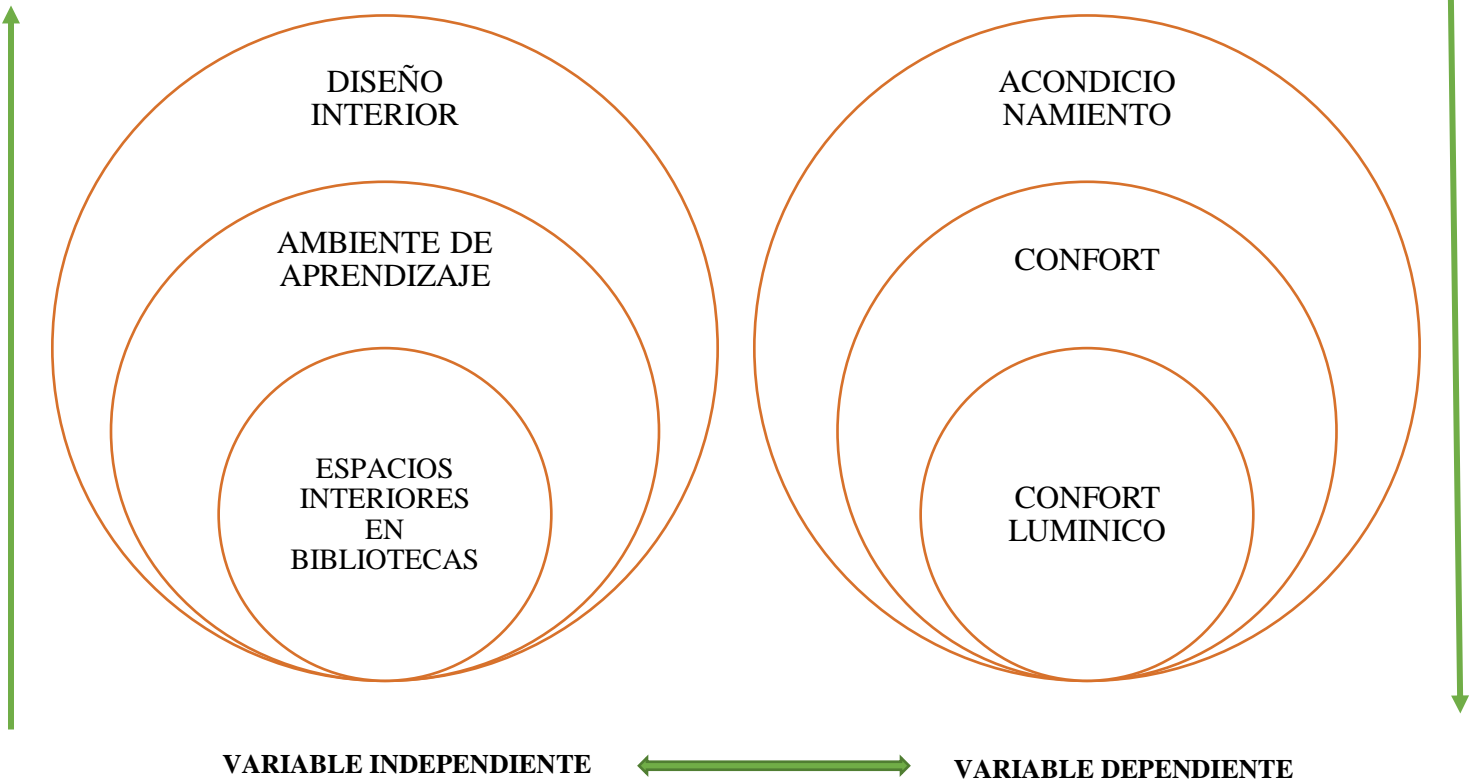 DISEÑO
INTERIOR
AMBIENTE DE
APRENDIZAJE
ESPACIOS
INTERIORES
EN
BIBLIOTECAS
ACONDICIO
NAMIENTO
CONFORT
CONFORT
LUMINICO
VARIABLE INDEPENDIENTE
VARIABLE DEPENDIENTE